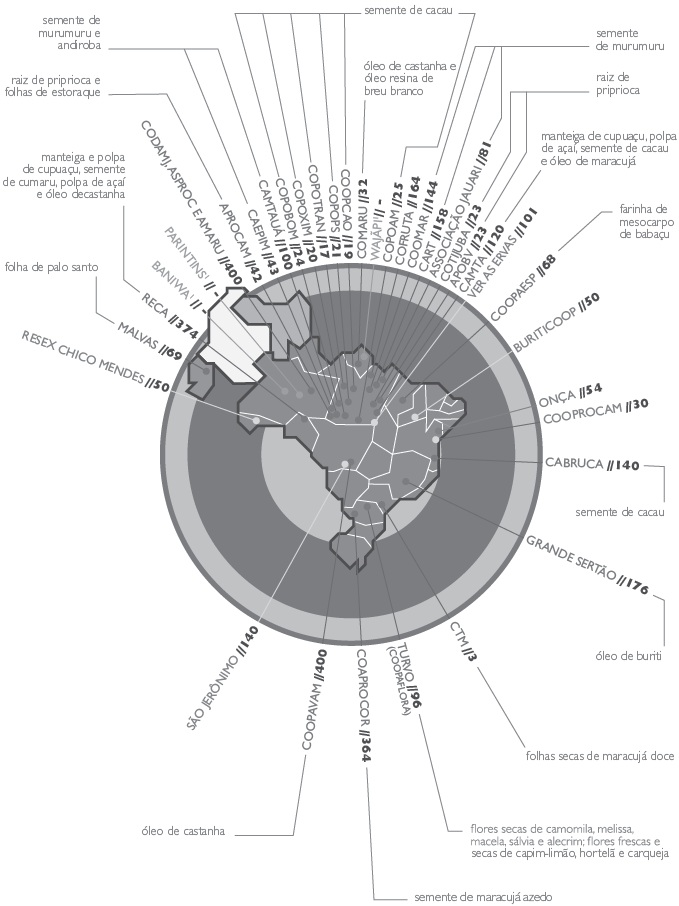 semente de cacau
semente de
murumuru e
andiroba
semente
de murumuru
óleo de castanha e
óleo resina de
breu branco
raiz de priprioca e
folhas de estoraque
raiz de
priprioca
manteiga de cupuaçu, polpa
de açaí, semente de cacau
e óleo de maracujá
manteiga e polpa
de cupuaçu, semente
de cumaru, polpa de açaí
e óleo decastanha
farinha de
mesocarpo
de babaçu
folha de palo santo
RESEX CHICO MENDES //50
MALVAS //69
RECA //374
BANIWA' // -
PARINTINS' // -
CODAMJ, ASPROC E AMARU //400
APROCAM //42
CAEPIM //43
CAMTAUÁ //100
COPOBOM //24
COPOXIM //20
COPOTRAN //17
COPOPS //21
COOPCAO //19
COMARU //32
WAJÃPI // -
COPOAM //25
COFRUTA //164
COOMAR //144
CART //158
ASSOCIAÇÃO JAUARI //81
COTIJUBA //23
APOBV //23
CAMTA //120
VER AS ERVAS //101
COOPAESP //68
BURITICOOP //50
ONÇA //54
COOPROCAM //30
CABRUCA //140
semente de cacau
GRANDE SERTÃO //176
óleo de buriti
CTM //3
folhas secas de maracujá doce
TURVO //96
(COOPAFLORA)
flores secas de camomila, melissa,
macela, sálvia e alecrim; flores frescas e
secas de capim-limão, hortelã e carqueja
COAPROCOR //364
semente de maracujá azedo
COOPAVAM //400
óleo de castanha
SÃO JERÔNIMO //140